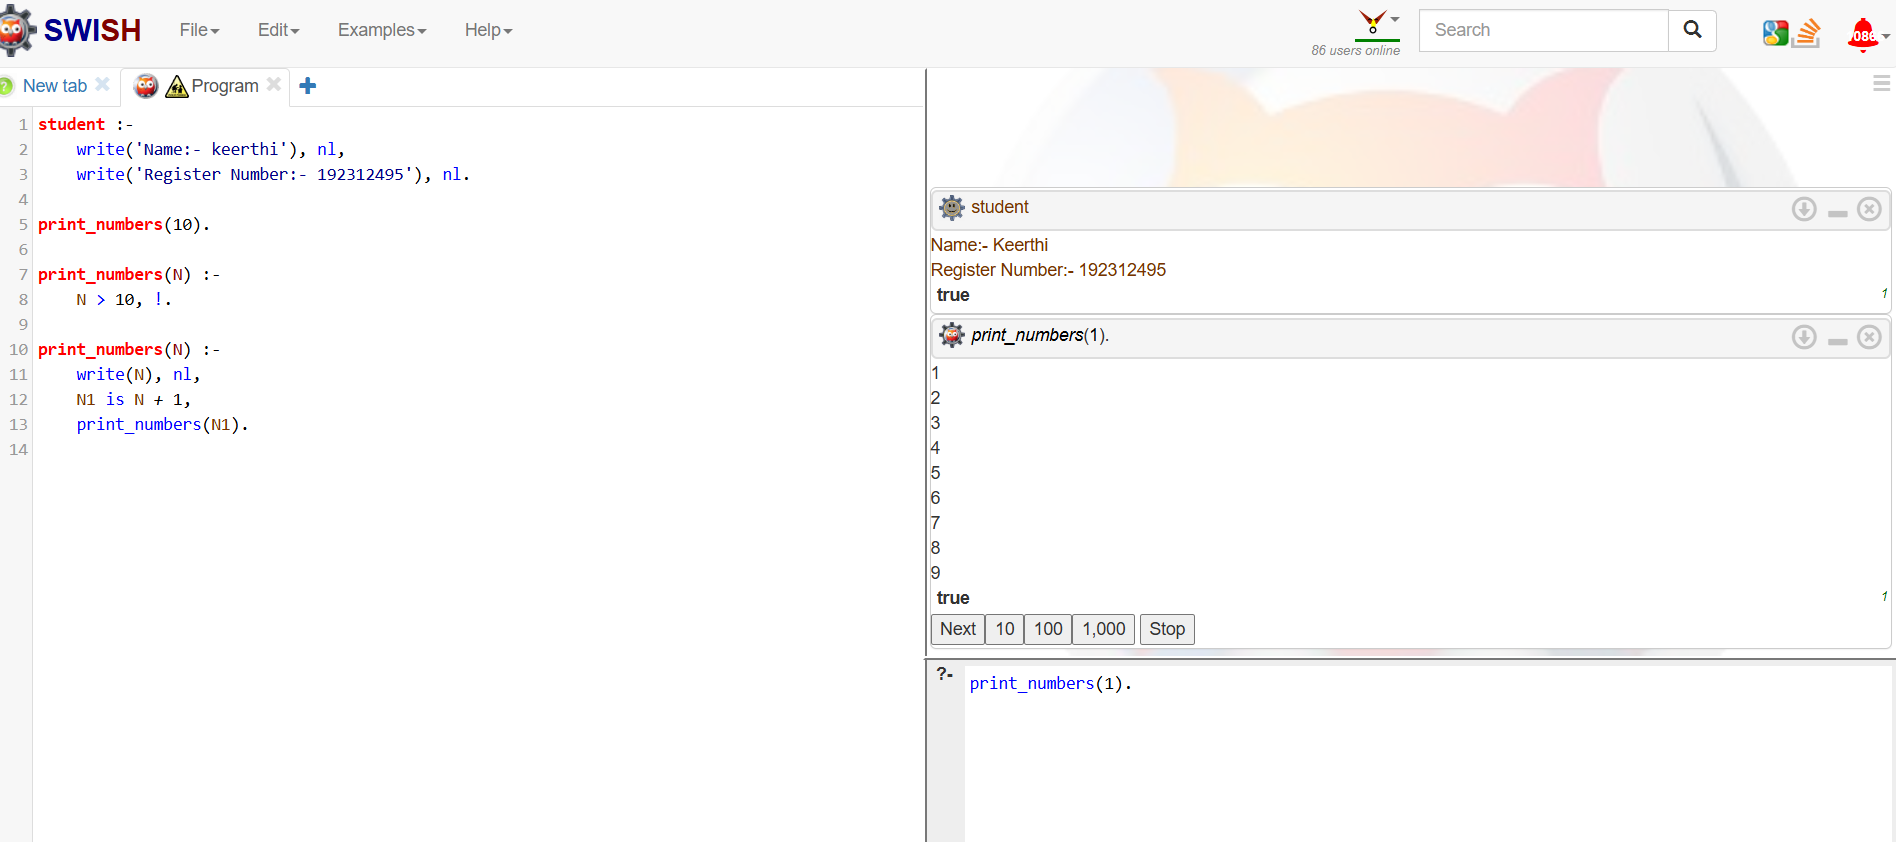 SWISH File Edit Examples Help 86 users online Search
New tab Program
1 student :-
2 write('Name:- keerthi'), nl,
3 write('Register Number:- 192312495'), nl.
4
5 print_numbers(10).
6
7 print_numbers(N) :-
8 N > 10, !.
9
10 print_numbers(N) :-
11 write(N), nl,
12 N1 is N + 1,
13 print_numbers(N1).
14
student
Name:- Keerthi
Register Number:- 192312495
true 1
print_numbers(1).
1
2
3
4
5
6
7
8
9
true 1
Next 10 100 1,000 Stop
?- print_numbers(1).